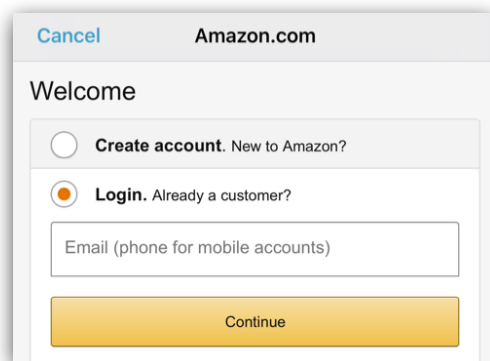 Cancel Amazon.com
Welcome
Create account. New to Amazon?
Login. Already a customer?
Email (phone for mobile accounts)
Continue